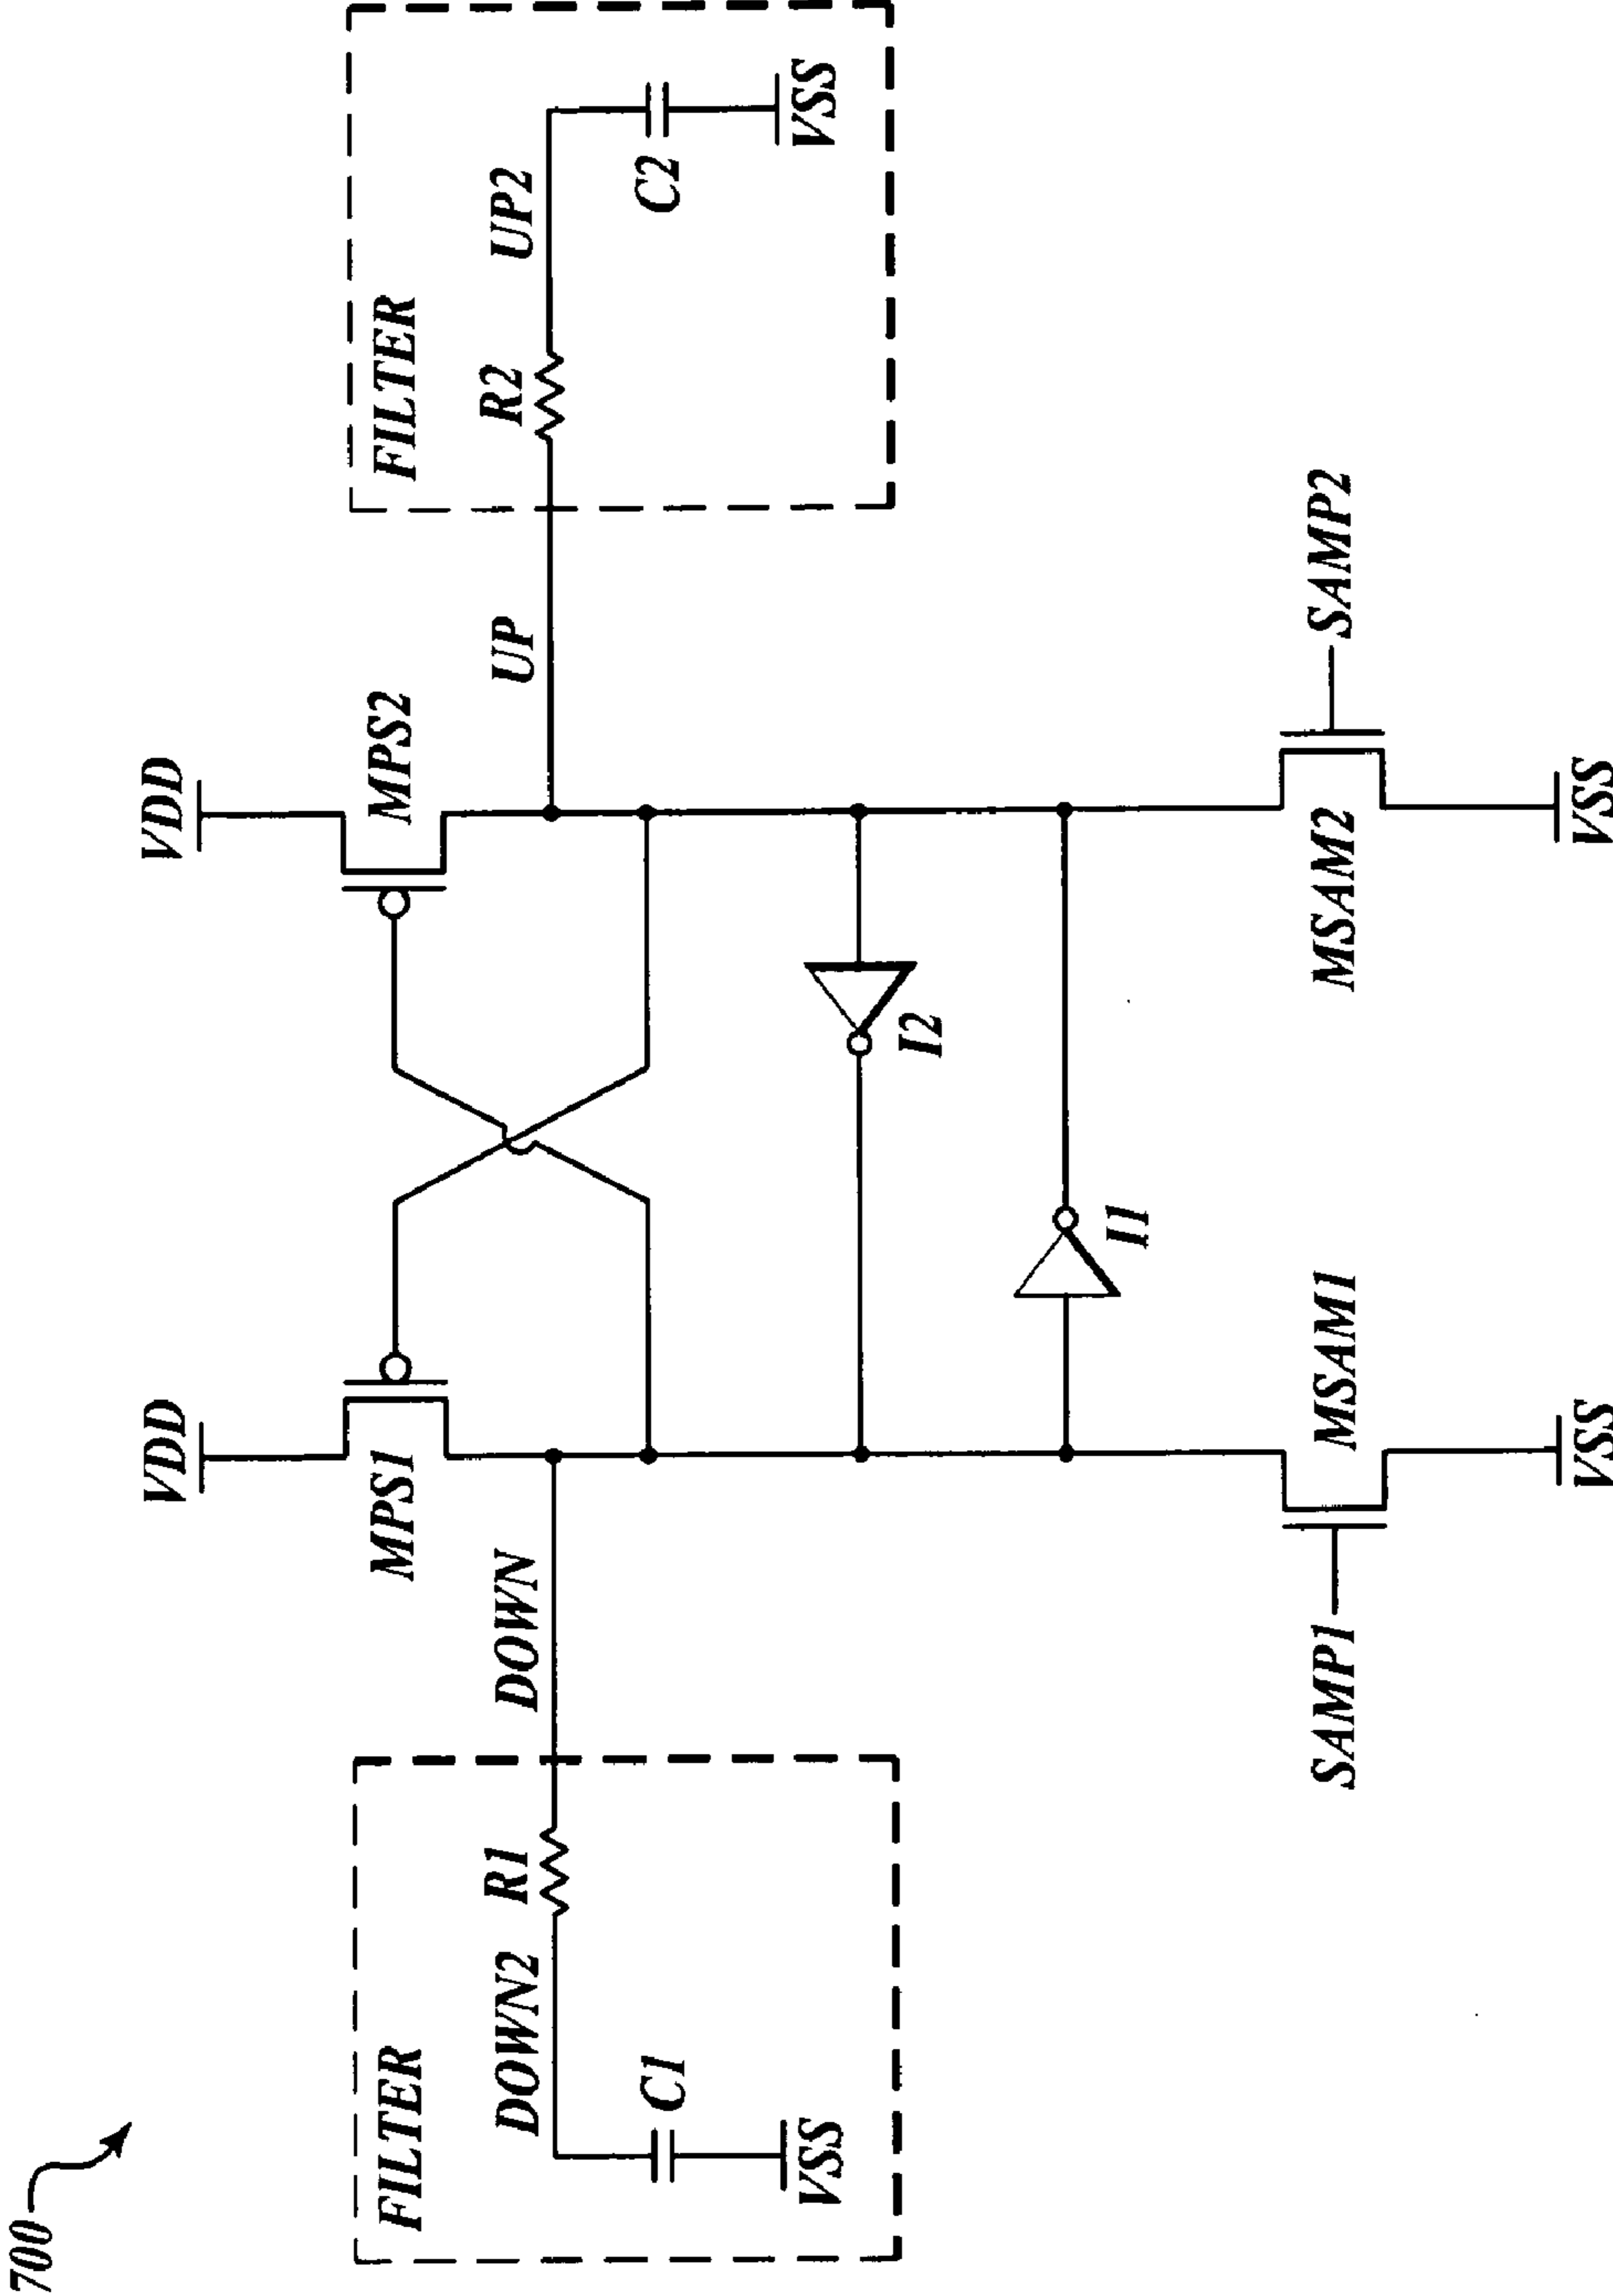 700
VDD
VDD
MPS1
MPS2
FILTER
FILTER
DOWN2
R1
DOWN
UP
R2
UP2
C1
C2
VSS
VSS
I2
I1
SAMP1
MSAM1
MSAM2
SAMP2
VSS
VSS